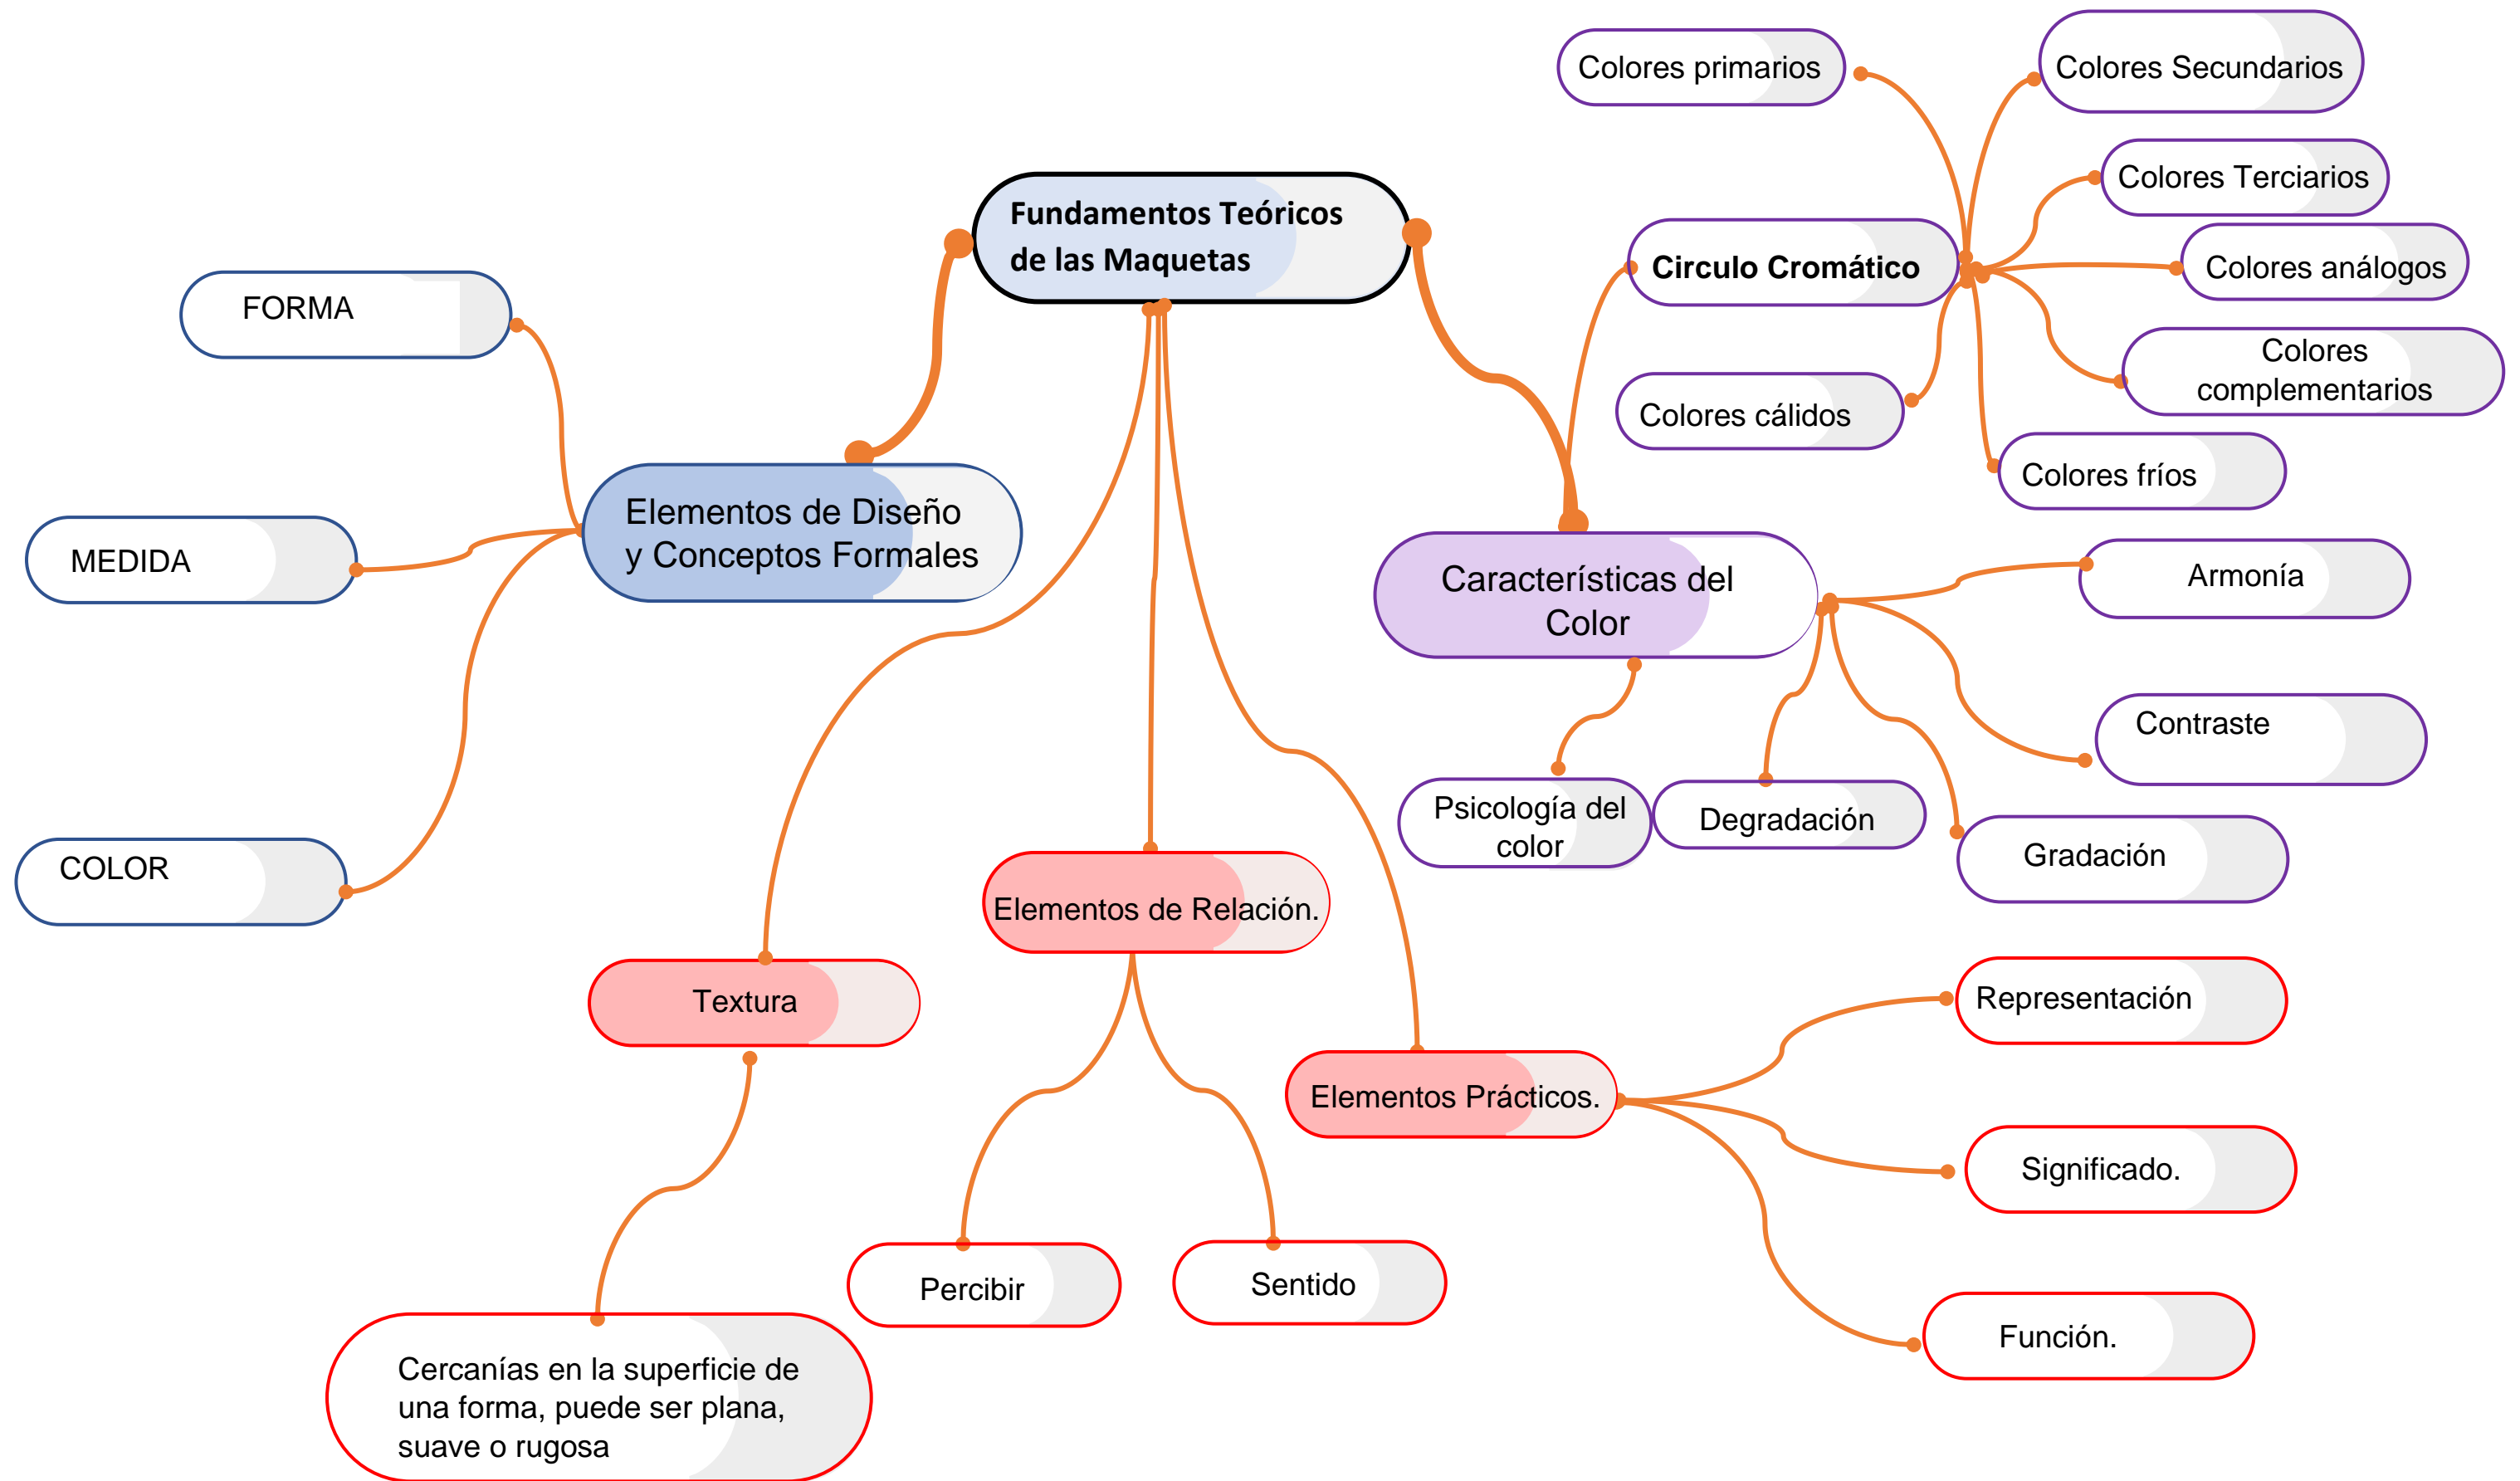 Fundamentos Teóricos
de las Maquetas
Elementos de Diseño
y Conceptos Formales
FORMA
MEDIDA
COLOR
Textura
Cercanías en la superficie de
una forma, puede ser plana,
suave o rugosa
Elementos de Relación.
Percibir
Sentido
Elementos Prácticos.
Representación
Significado.
Función.
Características del
Color
Circulo Cromático
Colores primarios
Colores Secundarios
Colores Terciarios
Colores análogos
Colores
complementarios
Colores fríos
Colores cálidos
Armonía
Contraste
Gradación
Degradación
Psicología del
color